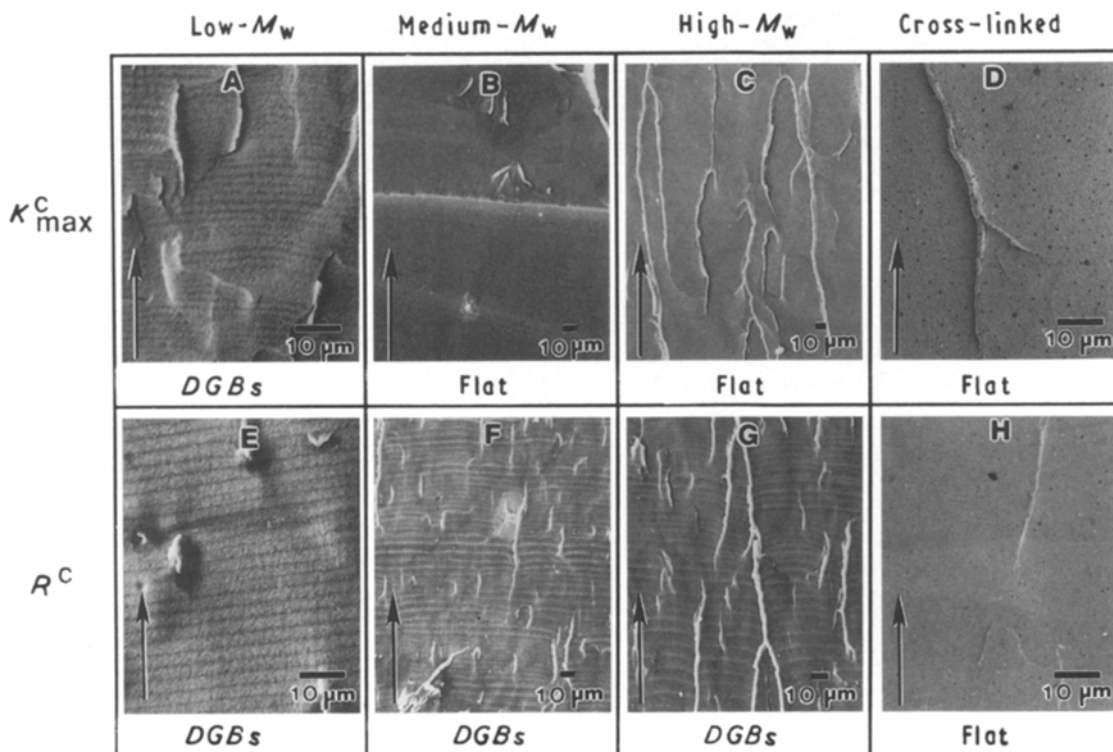 Low-Mw Medium-Mw High-Mw Cross-linked
A B C D
K^C_max
10 µm 10 µm 10 µm 10 µm
DGBs Flat Flat Flat
E F G H
R^C
10 µm 10 µm 10 µm 10 µm
DGBs DGBs DGBs Flat